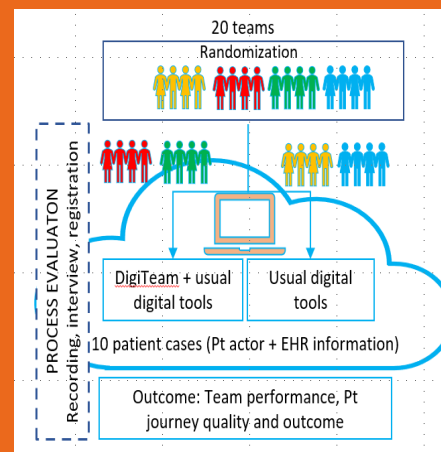 20 teams
Randomization
PROCESS EVALUATON
Recording, interview, registration
DigiTeam + usual
digital tools
Usual digital
tools
10 patient cases (Pt actor + EHR information)
Outcome: Team performance, Pt
journey quality and outcome